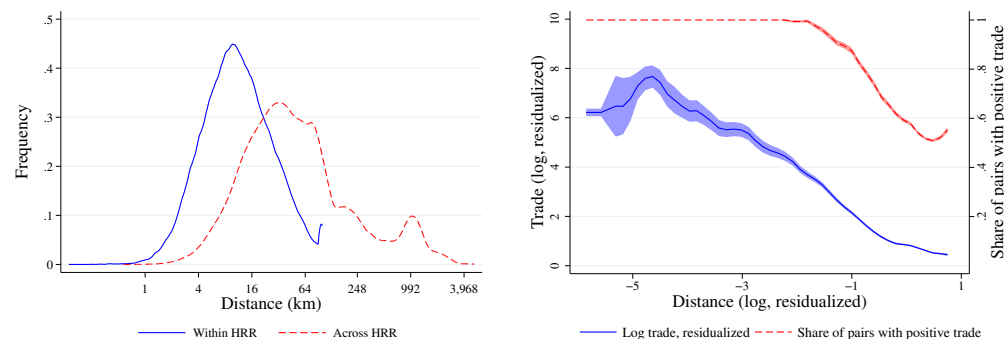 .5
.4
.3
.2
.1
0
Frequency
1 4 16 64 248 992 3,968
Distance (km)
Within HRR Across HRR
10
8
6
4
2
0
Trade (log, residualized)
1
.8
.6
.4
.2
Share of pairs with positive trade
−5 −3 −1 1
Distance (log, residualized)
Log trade, residualized Share of pairs with positive trade